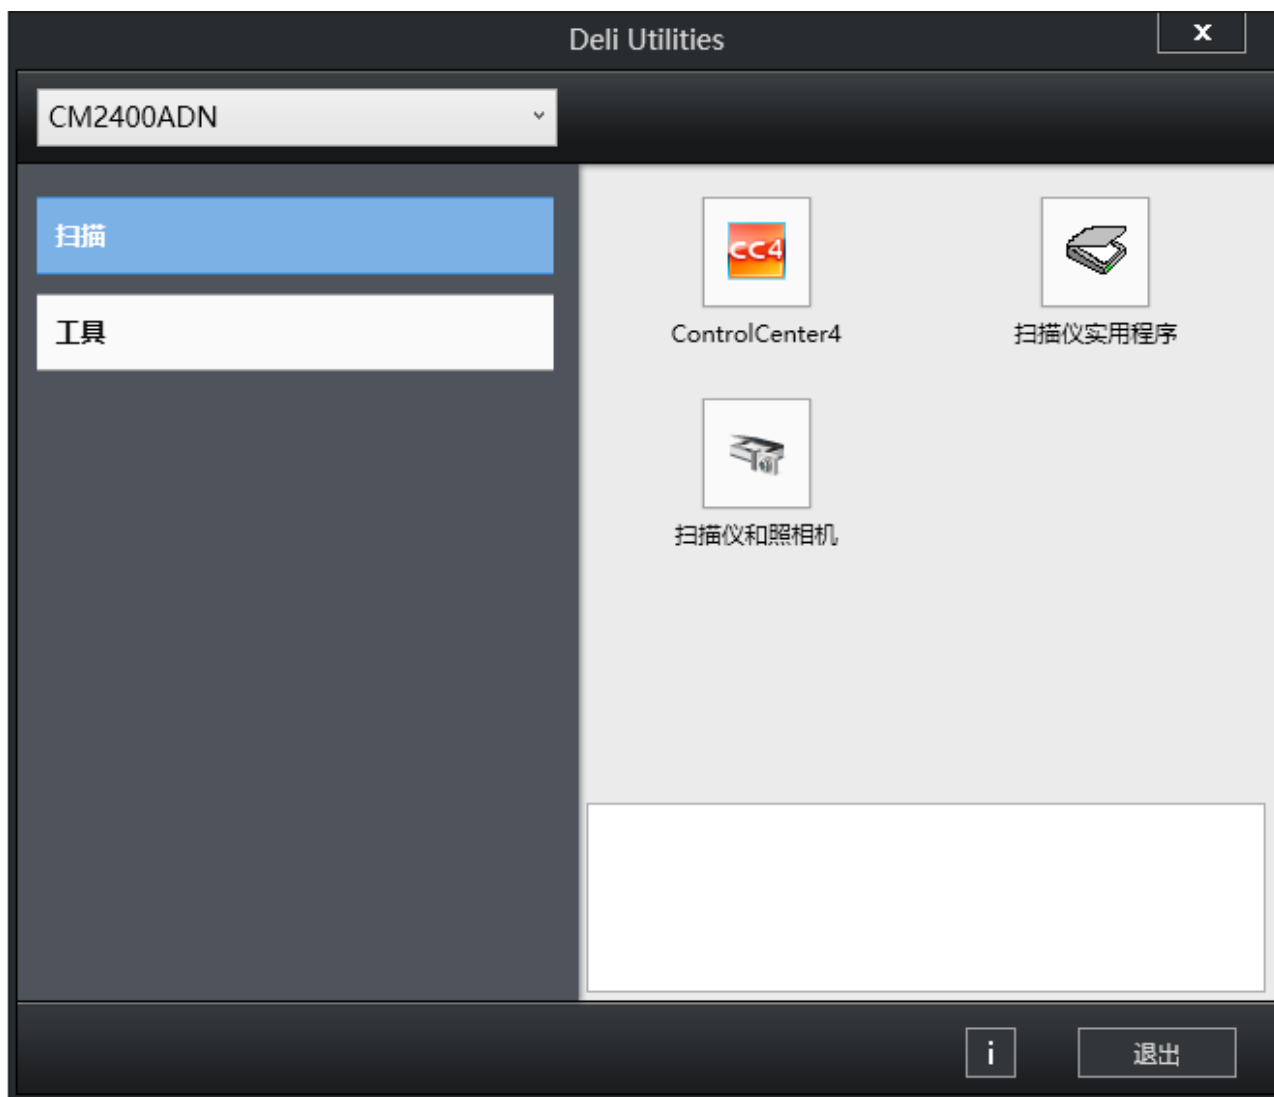 Deli Utilities
x
CM2400ADN
扫描
工具
CC4
ControlCenter4
扫描仪实用程序
扫描仪和照相机
i
退出